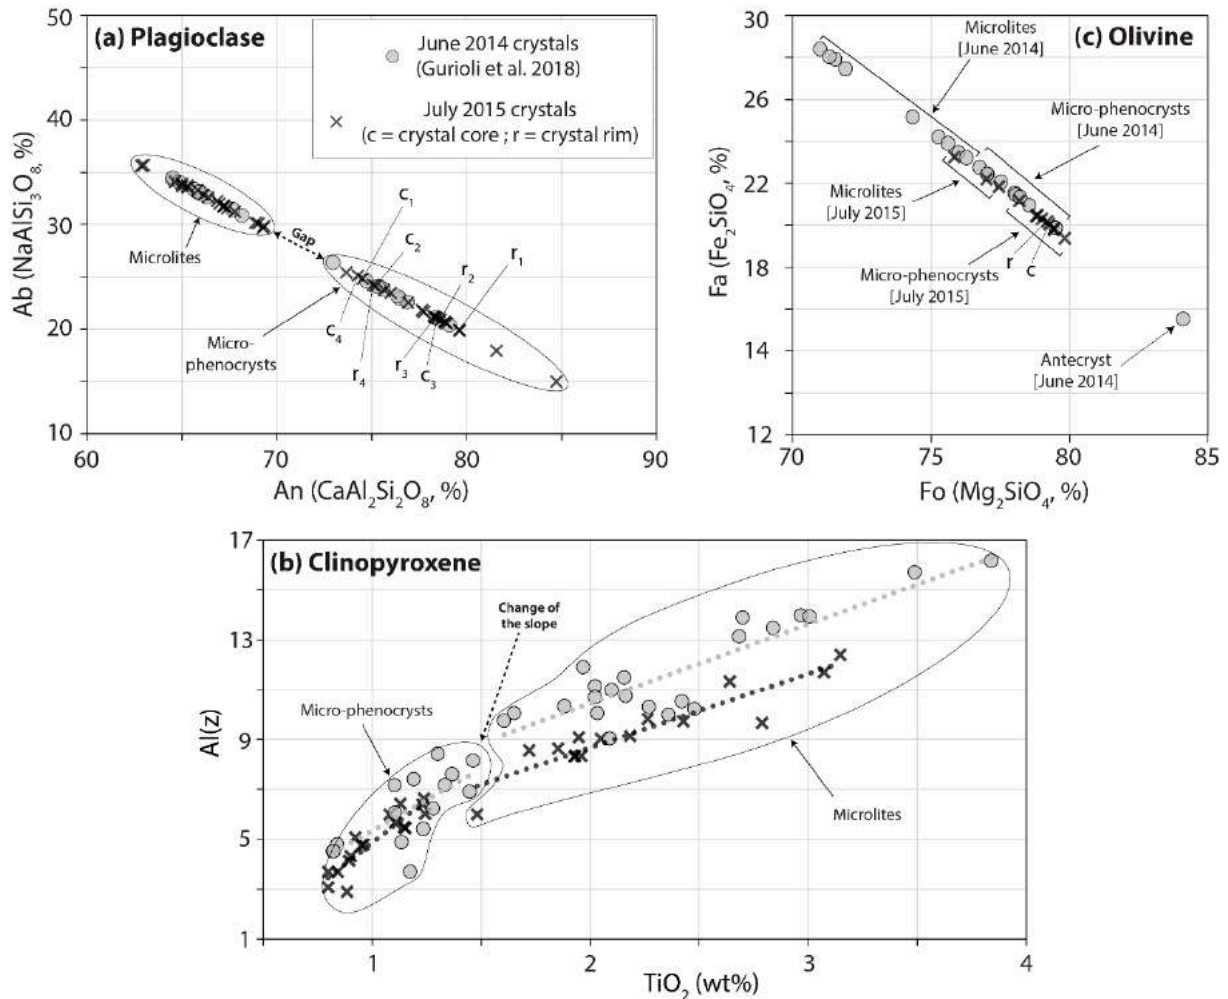 (a) Plagioclase
June 2014 crystals
(Gurioli et al. 2018)
July 2015 crystals
(c = crystal core ; r = crystal rim)
Ab (NaAlSi3O8, %)
50
40
30
20
10
Microlites
Gap
Micro-
phenocrysts
c1
c2
r2
r1
c4
r4
r3
c3
60
70
80
90
An (CaAl2Si2O8, %)
(c) Olivine
Fa (Fe2SiO4, %)
30
28
26
24
22
20
18
16
14
12
Microlites
[June 2014]
Micro-phenocrysts
[June 2014]
Microlites
[July 2015]
Micro-phenocrysts
[July 2015]
r
c
Antecryst
[June 2014]
70
75
80
85
Fo (Mg2SiO4, %)
(b) Clinopyroxene
Al(z)
17
13
9
5
1
Change of
the slope
Micro-phenocrysts
Microlites
1
2
3
4
TiO2 (wt%)